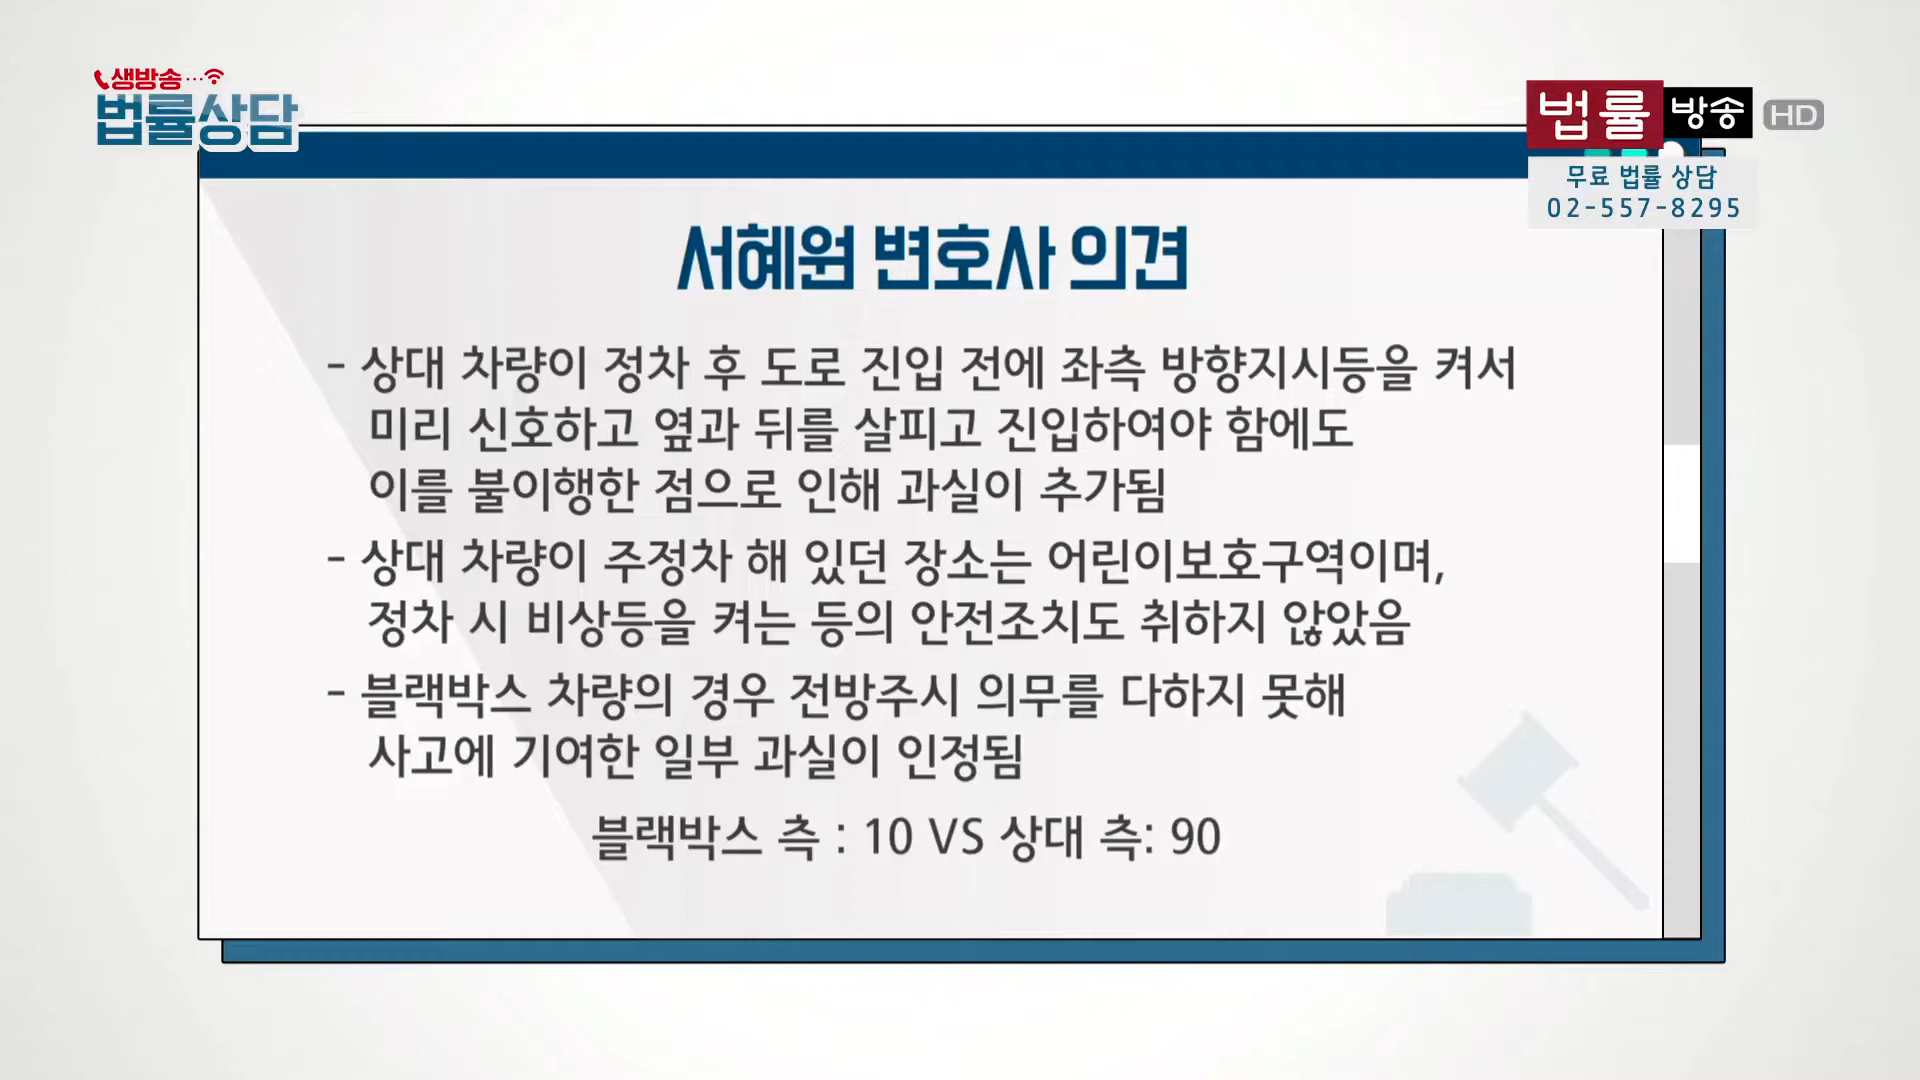 생방송
법률상담
법률 방송 HD
무료 법률 상담
02-557-8295
서혜원 변호사 의견
- 상대 차량이 정차 후 도로 진입 전에 좌측 방향지시등을 켜서
미리 신호하고 옆과 뒤를 살피고 진입하여야 함에도
이를 불이행한 점으로 인해 과실이 추가됨
- 상대 차량이 주정차 해 있던 장소는 어린이보호구역이며,
정차 시 비상등을 켜는 등의 안전조치도 취하지 않았음
- 블랙박스 차량의 경우 전방주시 의무를 다하지 못해
사고에 기여한 일부 과실이 인정됨
블랙박스 측 : 10 VS 상대 측: 90